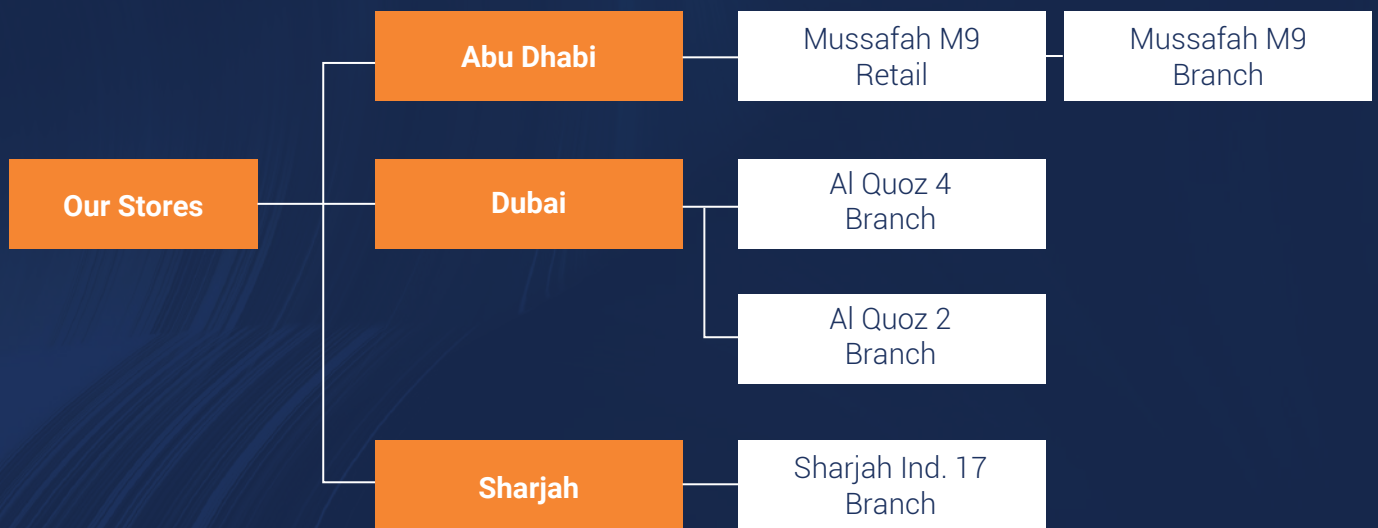 Our Stores
Abu Dhabi
Mussafah M9
Retail
Mussafah M9
Branch
Dubai
Al Quoz 4
Branch
Al Quoz 2
Branch
Sharjah
Sharjah Ind. 17
Branch